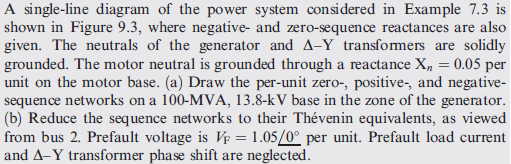 A single-line diagram of the power system considered in Example 7.3 is
shown in Figure 9.3, where negative- and zero-sequence reactances are also
given. The neutrals of the generator and Δ–Y transformers are solidly
grounded. The motor neutral is grounded through a reactance Xn = 0.05 per
unit on the motor base. (a) Draw the per-unit zero-, positive-, and negative-
sequence networks on a 100-MVA, 13.8-kV base in the zone of the generator.
(b) Reduce the sequence networks to their Thévenin equivalents, as viewed
from bus 2. Prefault voltage is VF = 1.05/0° per unit. Prefault load current
and Δ–Y transformer phase shift are neglected.